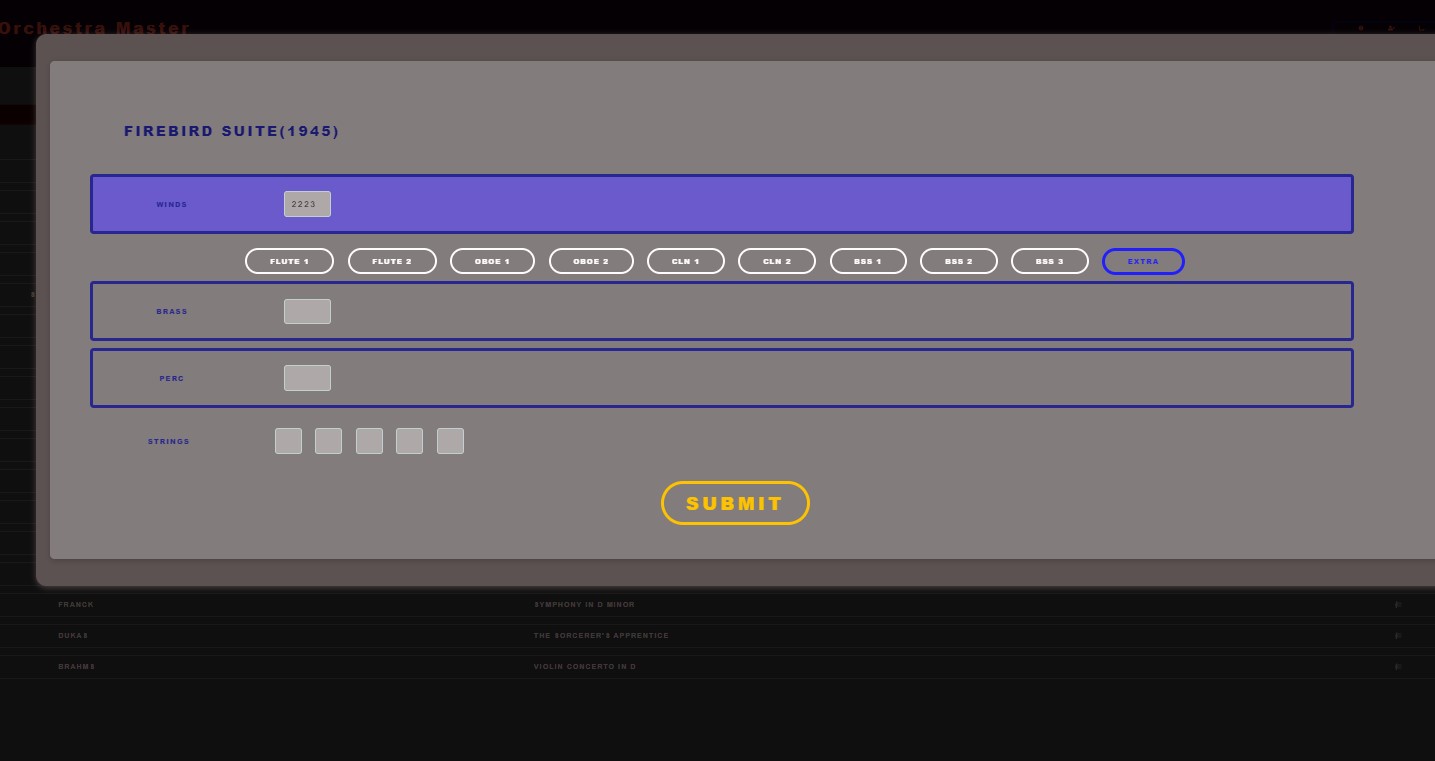 Orchestra Master
FIREBIRD SUITE(1945)
WINDS 2223
FLUTE 1 FLUTE 2 OBOE 1 OBOE 2 CLN 1 CLN 2 BSS 1 BSS 2 BSS 3 EXTRA
BRASS
PERC
STRINGS
SUBMIT
FRANCK SYMPHONY IN D MINOR
DUKAS THE SORCERER'S APPRENTICE
BRAHMS VIOLIN CONCERTO IN D